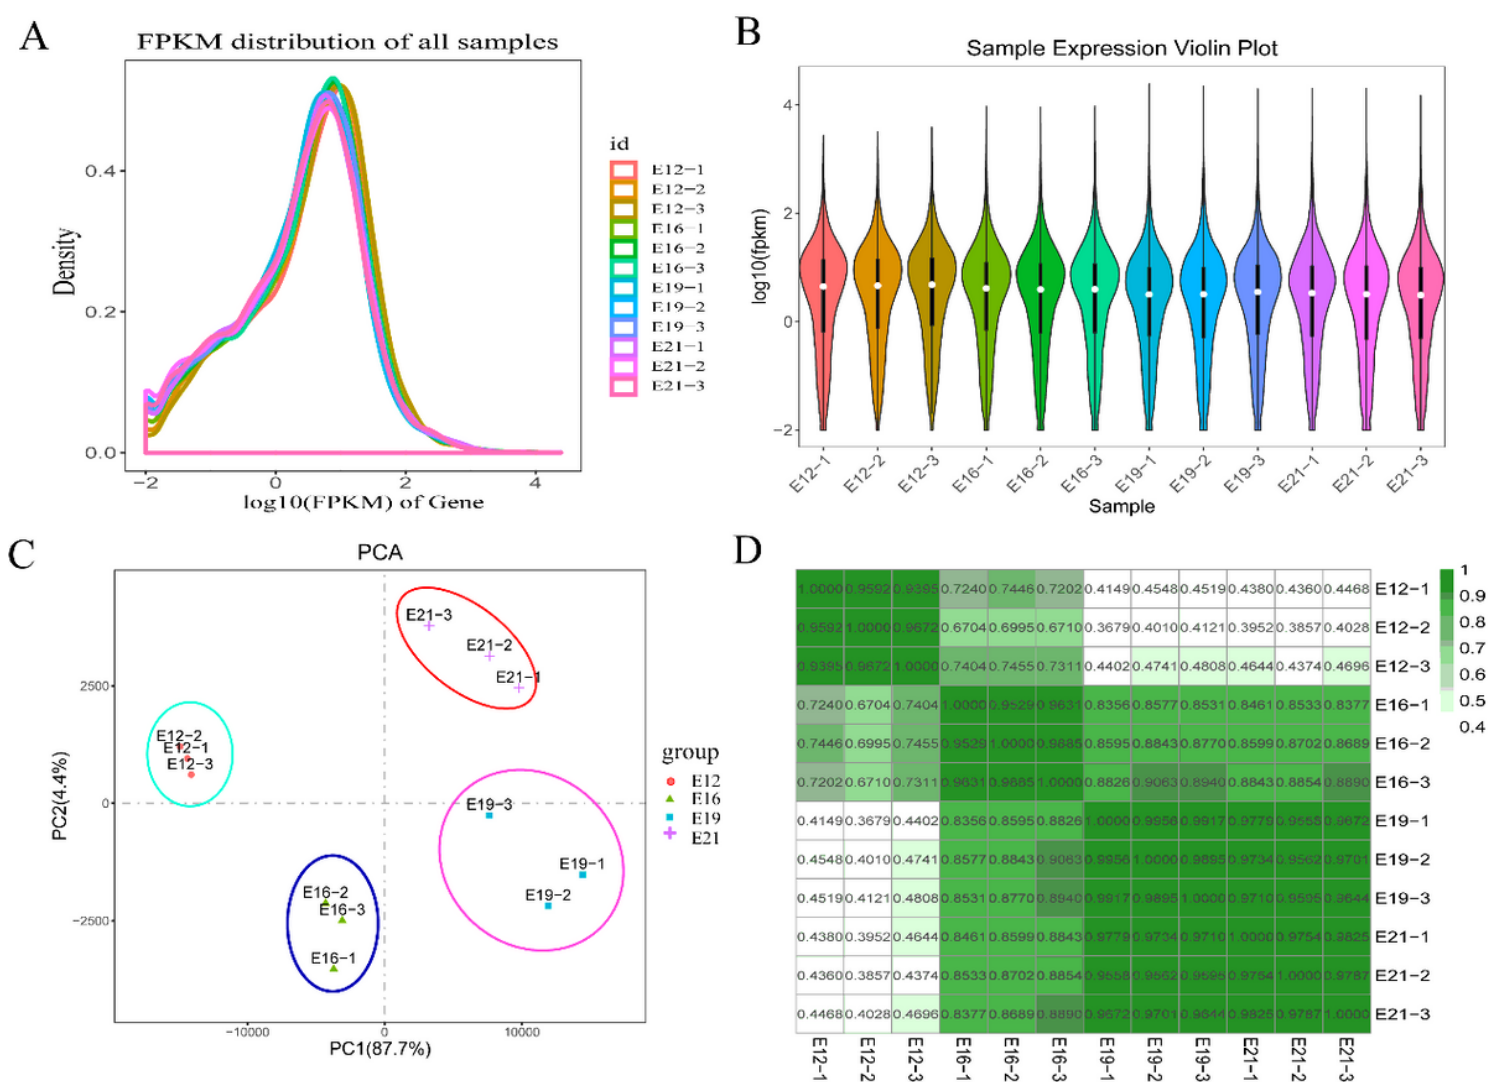 A
FPKM distribution of all samples
Density
0.4
0.2
0.0
−2
0
2
4
log10(FPKM) of Gene
id
E12−1
E12−2
E12−3
E16−1
E16−2
E16−3
E19−1
E19−2
E19−3
E21−1
E21−2
E21−3
B
Sample Expression Violin Plot
log10(fpkm)
4
2
0
−2
E12−1
E12−2
E12−3
E16−1
E16−2
E16−3
E19−1
E19−2
E19−3
E21−1
E21−2
E21−3
Sample
C
PCA
PC2(4.4%)
2500
0
−2500
E21-3
E21-2
E21-1
E12-2
E12-1
E12-3
E19-3
E19-1
E19-2
E16-2
E16-3
E16-1
−10000
0
10000
PC1(87.7%)
group
E12
E16
E19
E21
D
1.0000 0.9592 0.9395 0.7240 0.7446 0.7202 0.4149 0.4548 0.4519 0.4380 0.4360 0.4468 E12-1
0.9592 1.0000 0.9672 0.6704 0.6995 0.6710 0.3679 0.4010 0.4121 0.3952 0.3857 0.4028 E12-2
0.9395 0.9672 1.0000 0.7404 0.7455 0.7311 0.4402 0.4741 0.4808 0.4644 0.4374 0.4696 E12-3
0.7240 0.6704 0.7404 1.0000 0.9529 0.9631 0.8356 0.8577 0.8531 0.8461 0.8533 0.8377 E16-1
0.7446 0.6995 0.7455 0.9529 1.0000 0.9885 0.8595 0.8843 0.8770 0.8599 0.8702 0.8689 E16-2
0.7202 0.6710 0.7311 0.9631 0.9885 1.0000 0.8826 0.9063 0.8940 0.8843 0.8854 0.8890 E16-3
0.4149 0.3679 0.4402 0.8356 0.8595 0.8826 1.0000 0.9956 0.9917 0.9779 0.9558 0.9672 E19-1
0.4548 0.4010 0.4741 0.8577 0.8843 0.9063 0.9956 1.0000 0.9895 0.9734 0.9562 0.9701 E19-2
0.4519 0.4121 0.4808 0.8531 0.8770 0.8940 0.9917 0.9895 1.0000 0.9710 0.9595 0.9644 E19-3
0.4380 0.3952 0.4644 0.8461 0.8599 0.8843 0.9779 0.9734 0.9710 1.0000 0.9754 0.9825 E21-1
0.4360 0.3857 0.4374 0.8533 0.8702 0.8854 0.9558 0.9562 0.9595 0.9754 1.0000 0.9787 E21-2
0.4468 0.4028 0.4696 0.8377 0.8689 0.8890 0.9672 0.9701 0.9644 0.9825 0.9787 1.0000 E21-3
E12-1
E12-2
E12-3
E16-1
E16-2
E16-3
E19-1
E19-2
E19-3
E21-1
E21-2
E21-3
1
0.9
0.8
0.7
0.6
0.5
0.4